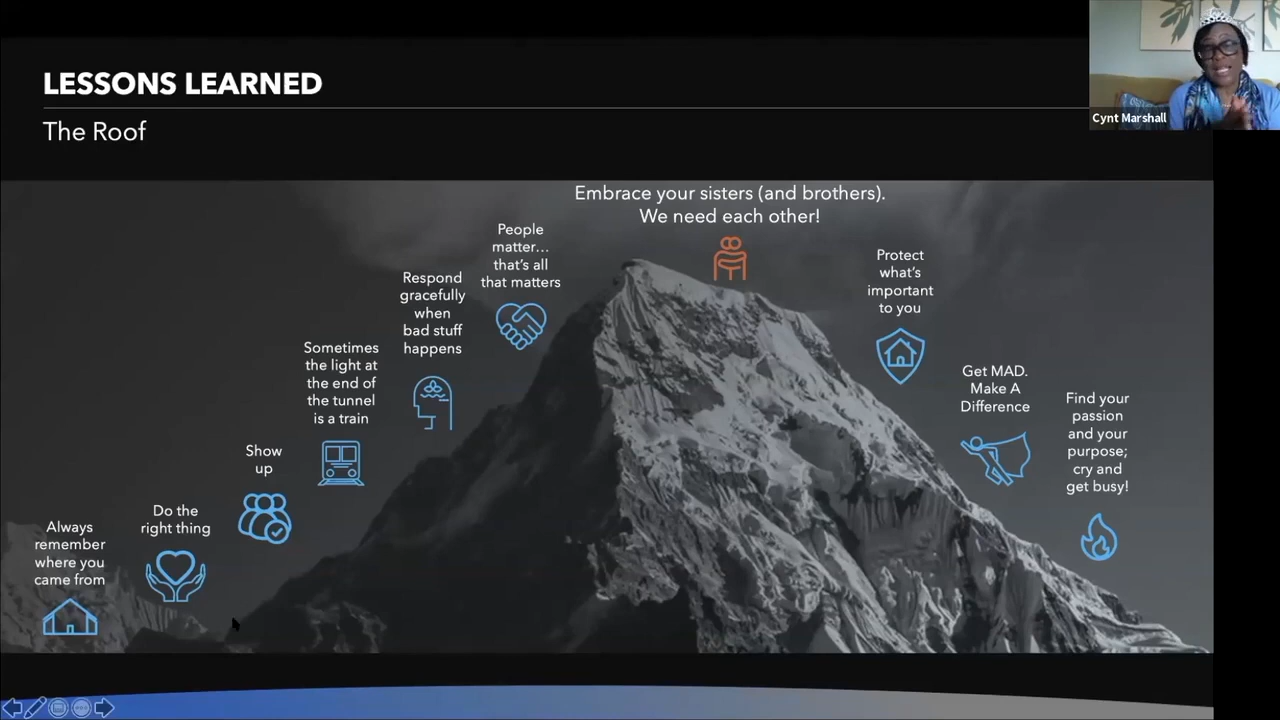 LESSONS LEARNED
The Roof
Cynt Marshall
Always
remember
where you
came from
Do the
right thing
Show
up
Sometimes
the light at
the end of
the tunnel
is a train
Respond
gracefully
when
bad stuff
happens
People
matter...
that's all
that matters
Embrace your sisters (and brothers).
We need each other!
Protect
what's
important
to you
Get MAD.
Make A
Difference
Find your
passion
and your
purpose;
cry and
get busy!